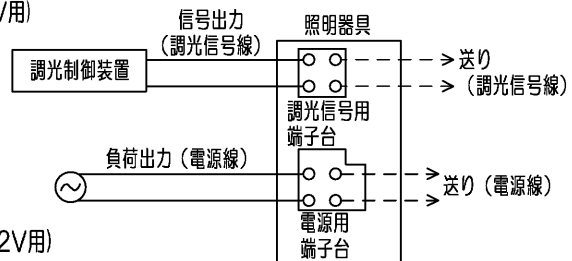 V用)
信号出力
(調光信号線)
照明器具
調光制御装置
送り
(調光信号線)
調光信号用
端子台
負荷出力(電源線)
送り(電源線)
電源用
端子台
2V用)